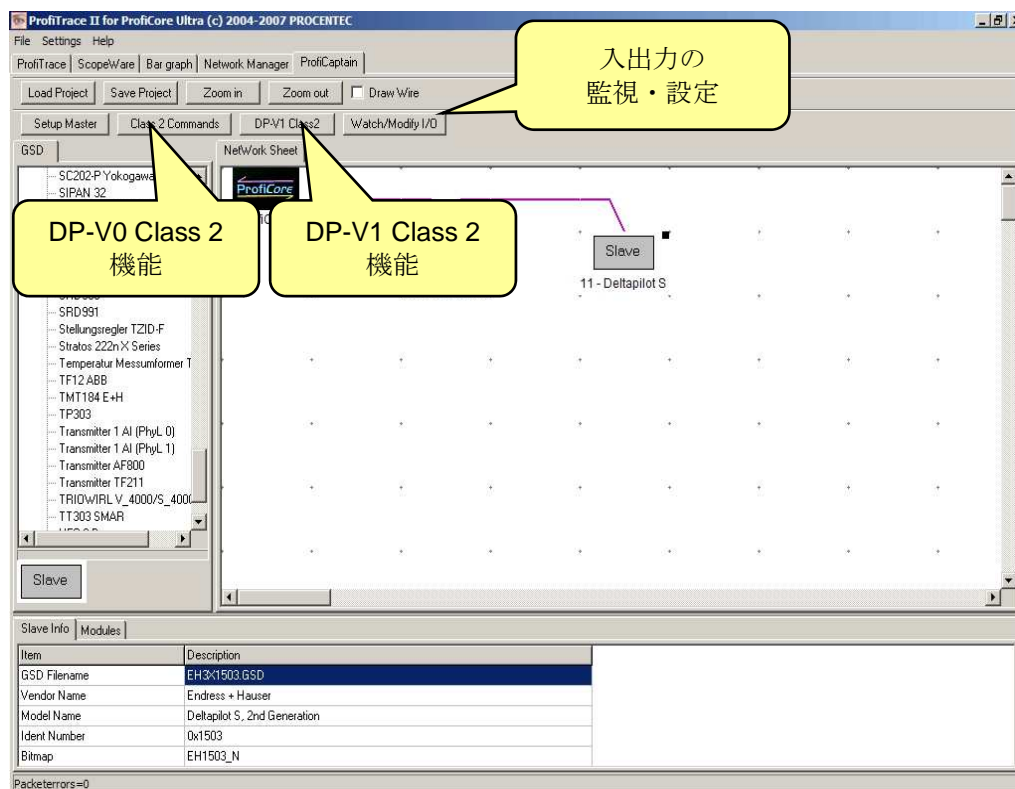 ProfiTrace II for ProfiCore Ultra (c) 2004-2007 PROCENTEC
File Settings Help
ProfiTrace ScopeWare Bar graph Network Manager ProfiCaptain
Load Project Save Project Zoom in Zoom out Draw Wire
入出力の
監視・設定
Setup Master Class 2 Commands DP-V1 Class2 Watch/Modify I/O
GSD
NetWork Sheet
SC202-P Yokogawa
SIPAN 32
ProfiCore
DP-V0 Class 2
機能
DP-V1 Class 2
機能
Slave
11 - Deltapilot S
SRD991
Stellungsregler TZID-F
Stratos 222n X Series
Temperatur Messumformer T
TF12 ABB
TMT184 E+H
TP303
Transmitter 1 AI (PhyL 0)
Transmitter 1 AI (PhyL 1)
Transmitter AF800
Transmitter TF211
TRIOWIRL V_4000/S_400
TT303 SMAR
Slave
Slave Info Modules
Item Description
GSD Filename EH3X1503.GSD
Vendor Name Endress + Hauser
Model Name Deltapilot S, 2nd Generation
Ident Number 0x1503
Bitmap EH1503_N
Packeterrors=0